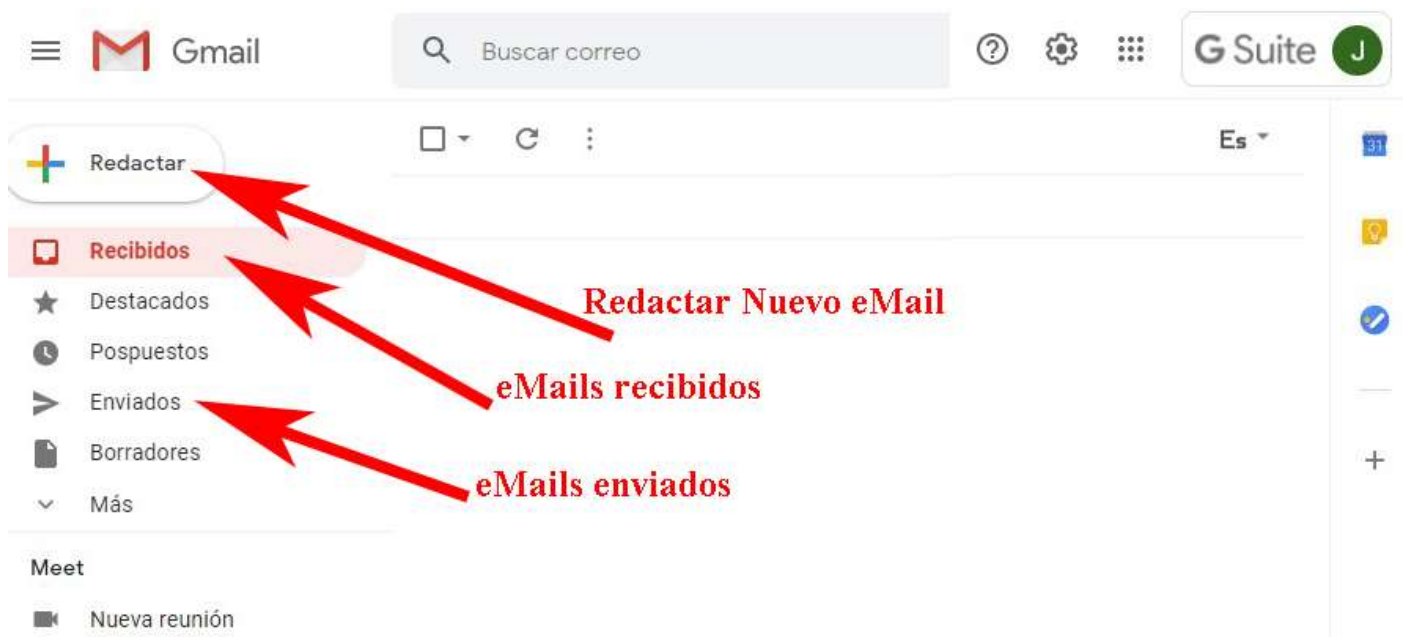 Gmail
Buscar correo
G Suite J
Redactar
Es
31
Recibidos
Destacados
Redactar Nuevo eMail
Pospuestos
eMails recibidos
Enviados
Borradores
eMails enviados
Más
Meet
Nueva reunión